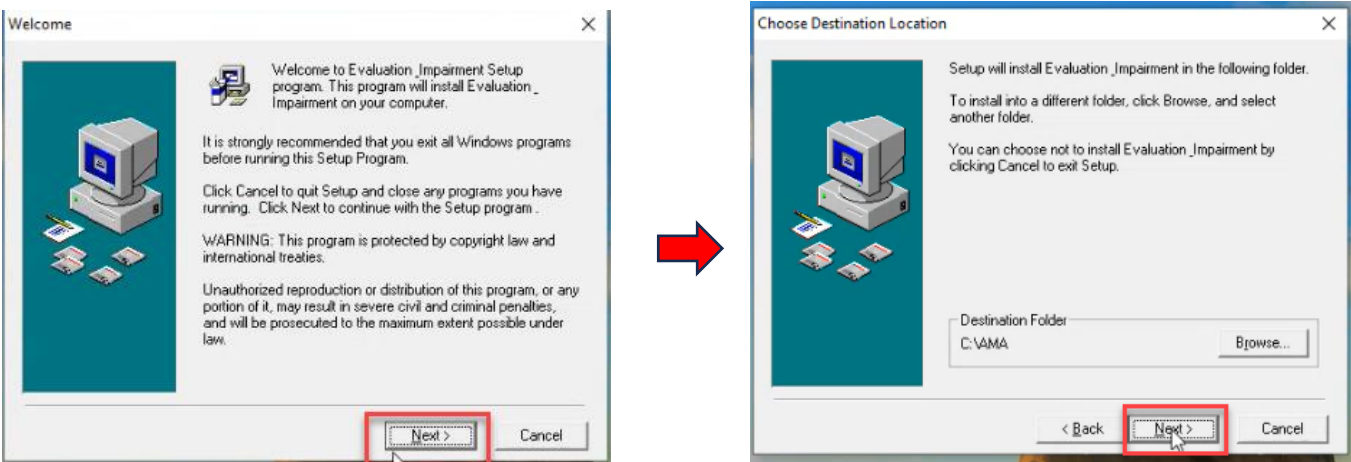 Welcome
Welcome to Evaluation_Impairment Setup
program. This program will install Evaluation_
Impairment on your computer.
It is strongly recommended that you exit all Windows programs
before running this Setup Program.
Click Cancel to quit Setup and close any programs you have
running. Click Next to continue with the Setup program .
WARNING: This program is protected by copyright law and
international treaties.
Unauthorized reproduction or distribution of this program, or any
portion of it, may result in severe civil and criminal penalties,
and will be prosecuted to the maximum extent possible under
law.
Next >
Cancel
Choose Destination Location
Setup will install Evaluation_Impairment in the following folder.
To install into a different folder, click Browse, and select
another folder.
You can choose not to install Evaluation_Impairment by
clicking Cancel to exit Setup.
Destination Folder
C:\AMA
Browse...
< Back
Next >
Cancel